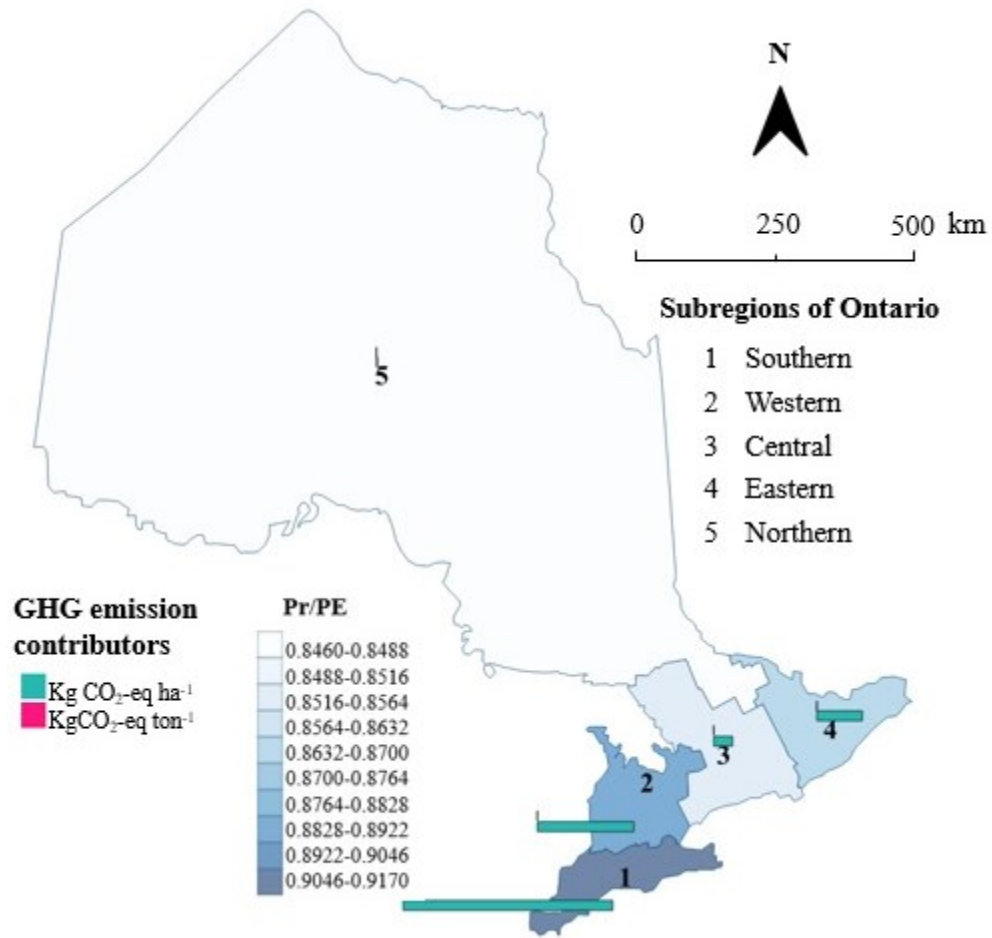 N
0 250 500 km
Subregions of Ontario
1 Southern
2 Western
3 Central
4 Eastern
5 Northern
5
GHG emission
contributors
Kg CO₂-eq ha⁻¹
KgCO₂-eq ton⁻¹
Pr/PE
0.8460-0.8488
0.8488-0.8516
0.8516-0.8564
0.8564-0.8632
0.8632-0.8700
0.8700-0.8764
0.8764-0.8828
0.8828-0.8922
0.8922-0.9046
0.9046-0.9170
4
3
2
1